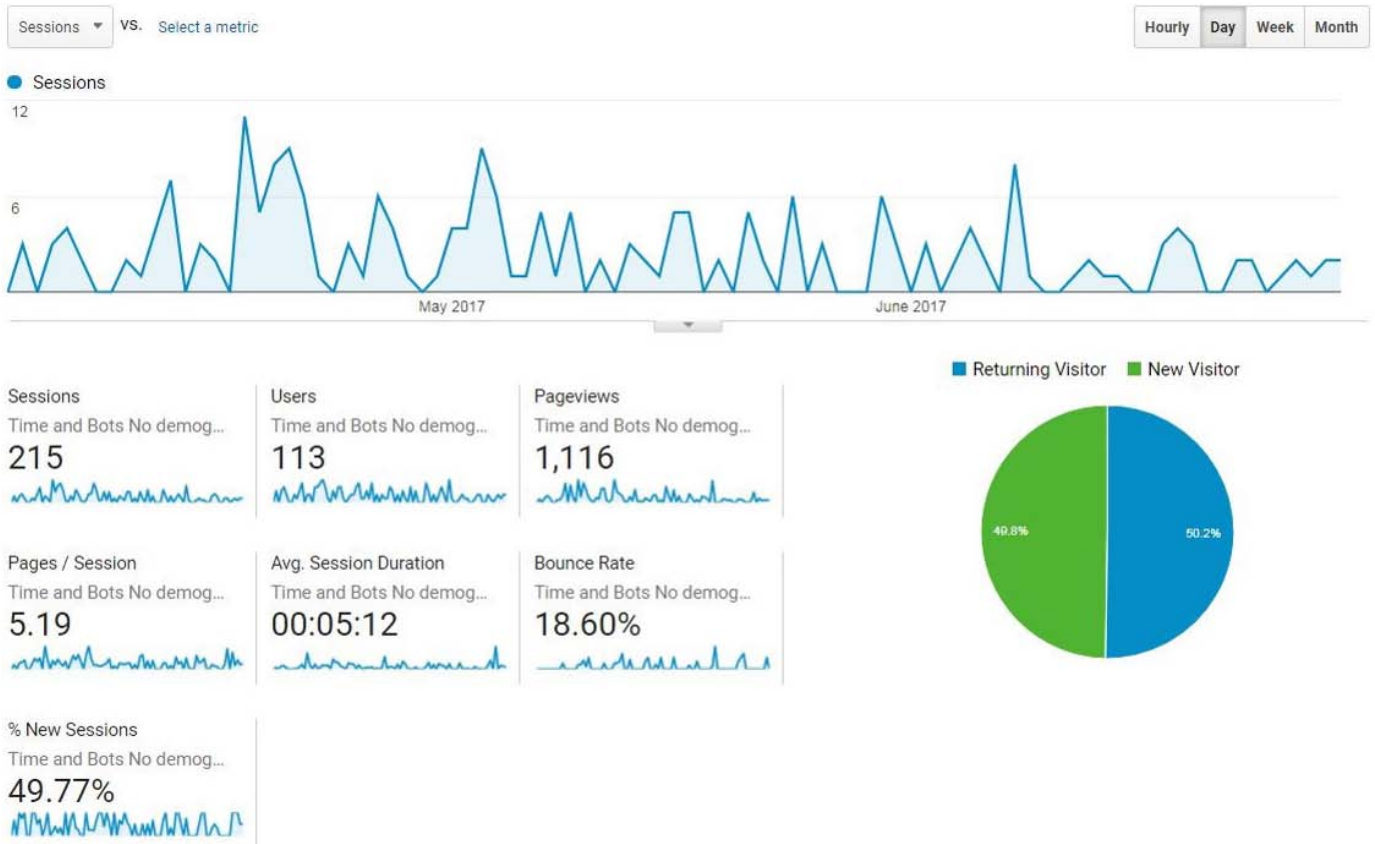 Sessions VS. Select a metric
Hourly Day Week Month
Sessions
12
6
May 2017
June 2017
Returning Visitor New Visitor
49.8%
50.2%
Sessions
Time and Bots No demog...
215
Users
Time and Bots No demog...
113
Pageviews
Time and Bots No demog...
1,116
Pages / Session
Time and Bots No demog...
5.19
Avg. Session Duration
Time and Bots No demog...
00:05:12
Bounce Rate
Time and Bots No demog...
18.60%
% New Sessions
Time and Bots No demog...
49.77%